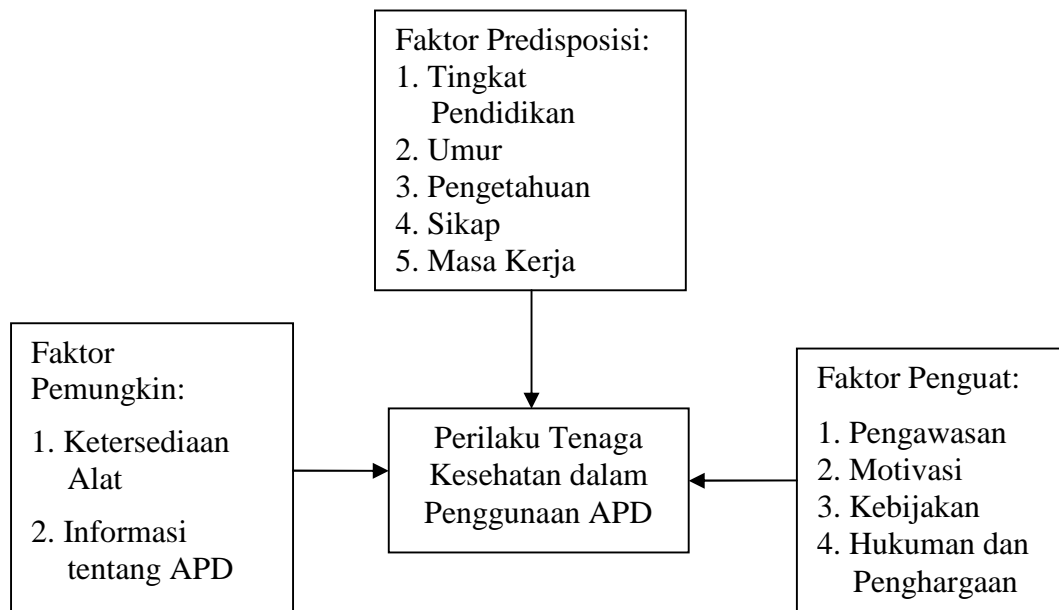 Faktor Predisposisi:
1. Tingkat
Pendidikan
2. Umur
3. Pengetahuan
4. Sikap
5. Masa Kerja
Faktor
Pemungkin:
1. Ketersediaan
Alat
2. Informasi
tentang APD
Perilaku Tenaga
Kesehatan dalam
Penggunaan APD
Faktor Penguat:
1. Pengawasan
2. Motivasi
3. Kebijakan
4. Hukuman dan
Penghargaan